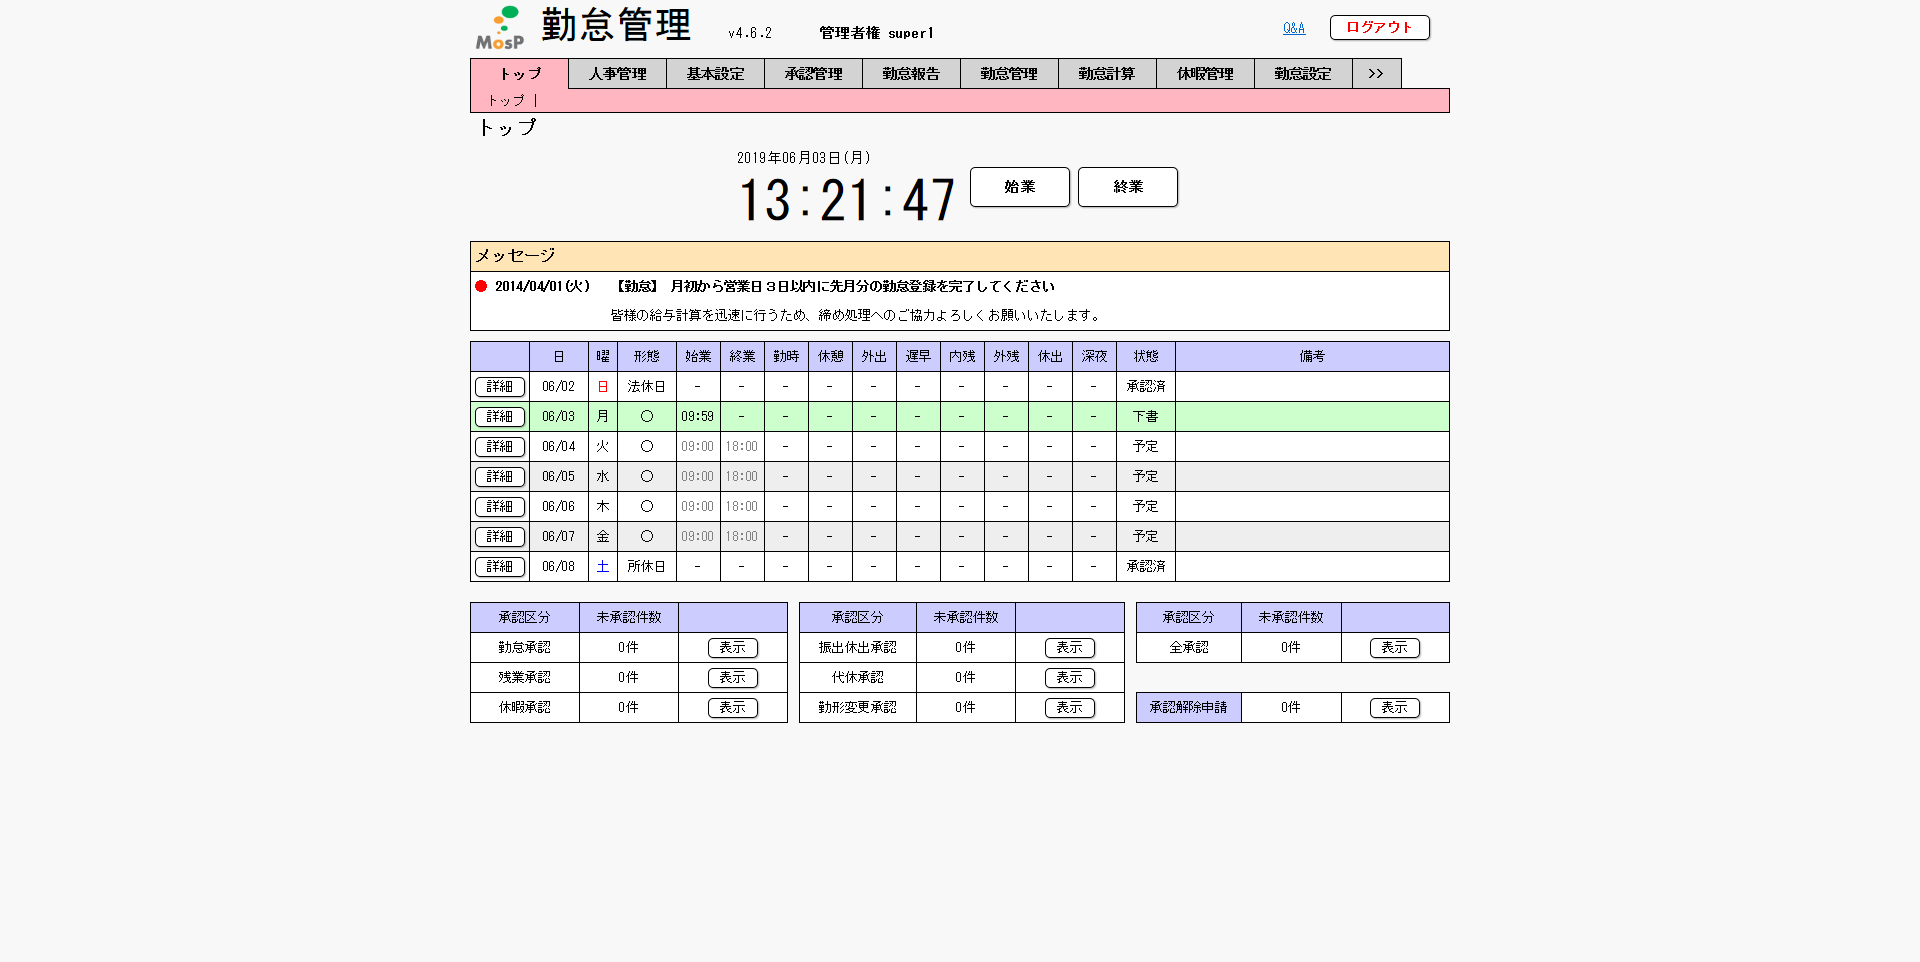 MosP 勤怠管理 v4.6.2 管理者権 super1 Q&A ログアウト
トップ 人事管理 基本設定 承認管理 勤怠報告 勤怠管理 勤怠計算 休暇管理 勤怠設定 >>
トップ |
トップ
2019年06月03日(月)
13:21:47 始業 終業
メッセージ
● 2014/04/01(火) 【勤怠】 月初から営業日３日以内に先月分の勤怠登録を完了してください
皆様の給与計算を迅速に行うため、締め処理へのご協力よろしくお願いいたします。
日 曜 形態 始業 終業 勤時 休憩 外出 遅早 内残 外残 休出 深夜 状態 備考
詳細 06/02 日 法休日 - - - - - - - - - - 承認済
詳細 06/03 月 〇 09:59 - - - - - - - - - 下書
詳細 06/04 火 〇 09:00 18:00 - - - - - - - - 予定
詳細 06/05 水 〇 09:00 18:00 - - - - - - - - 予定
詳細 06/06 木 〇 09:00 18:00 - - - - - - - - 予定
詳細 06/07 金 〇 09:00 18:00 - - - - - - - - 予定
詳細 06/08 土 所休日 - - - - - - - - - - 承認済
承認区分 未承認件数 承認区分 未承認件数 承認区分 未承認件数
勤怠承認 0件 表示 振出休出承認 0件 表示 全承認 0件 表示
残業承認 0件 表示 代休承認 0件 表示
休暇承認 0件 表示 勤形変更承認 0件 表示 承認解除申請 0件 表示